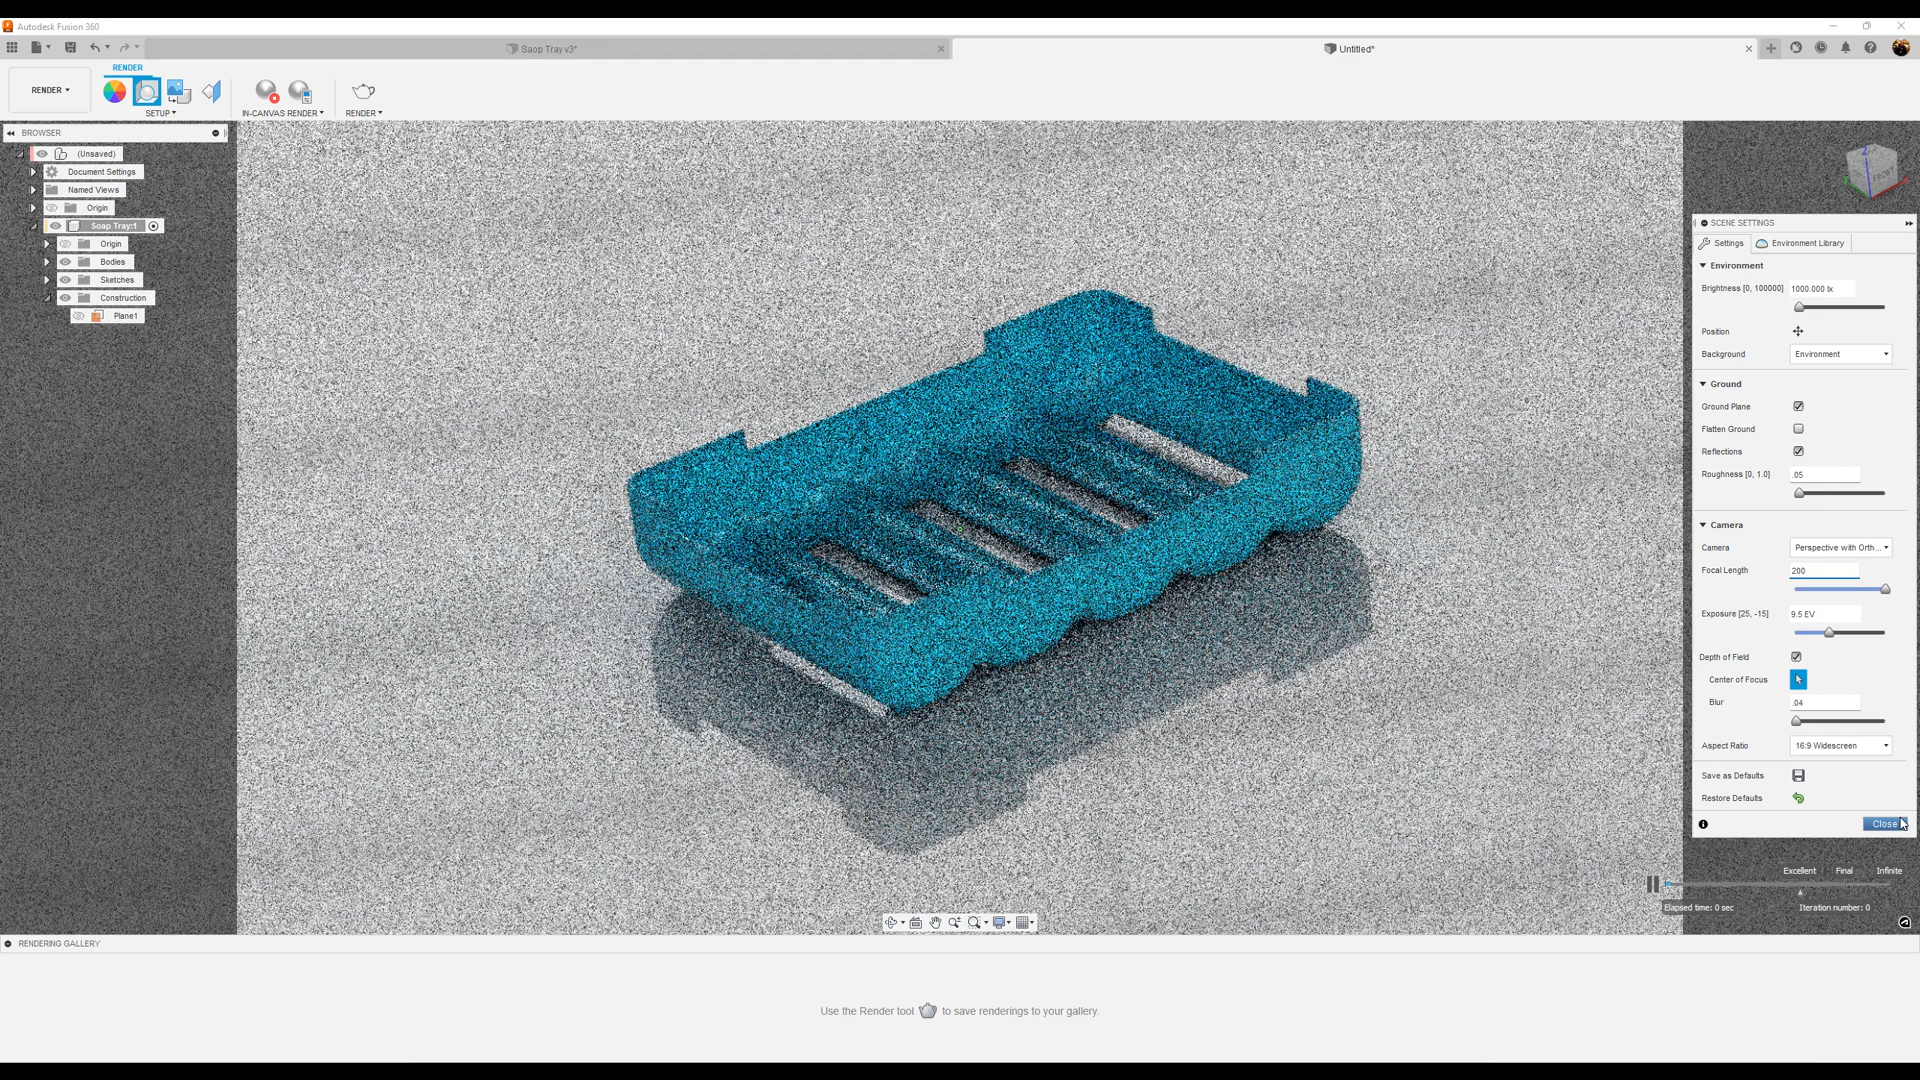 Autodesk Fusion 360
Saop Tray v3*
Untitled*
RENDER
RENDER
SETUP
IN-CANVAS RENDER
RENDER
BROWSER
(Unsaved)
Document Settings
Named Views
Origin
Soap Tray:1
Origin
Bodies
Sketches
Construction
Plane1
Z
FRONT
SCENE SETTINGS
Settings
Environment Library
Environment
Brightness [0, 100000] 1000.000 lx
Position
Background Environment
Ground
Ground Plane
Flatten Ground
Reflections
Roughness [0, 1.0] .05
Camera
Camera Perspective with Orth...
Focal Length 200
Exposure [25, -15] 9.5 EV
Depth of Field
Center of Focus
Blur .04
Aspect Ratio 16:9 Widescreen
Save as Defaults
Restore Defaults
Close
Excellent Final Infinite
Elapsed time: 0 sec Iteration number: 0
RENDERING GALLERY
Use the Render tool to save renderings to your gallery.